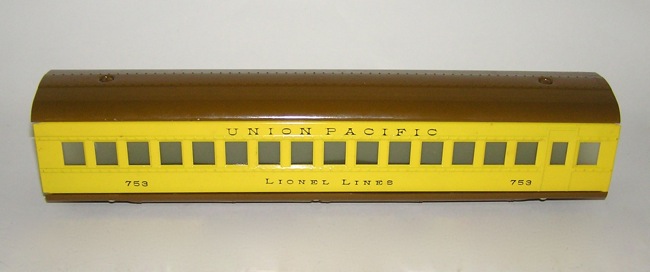 UNION PACIFIC
753 LIONEL LINES 753